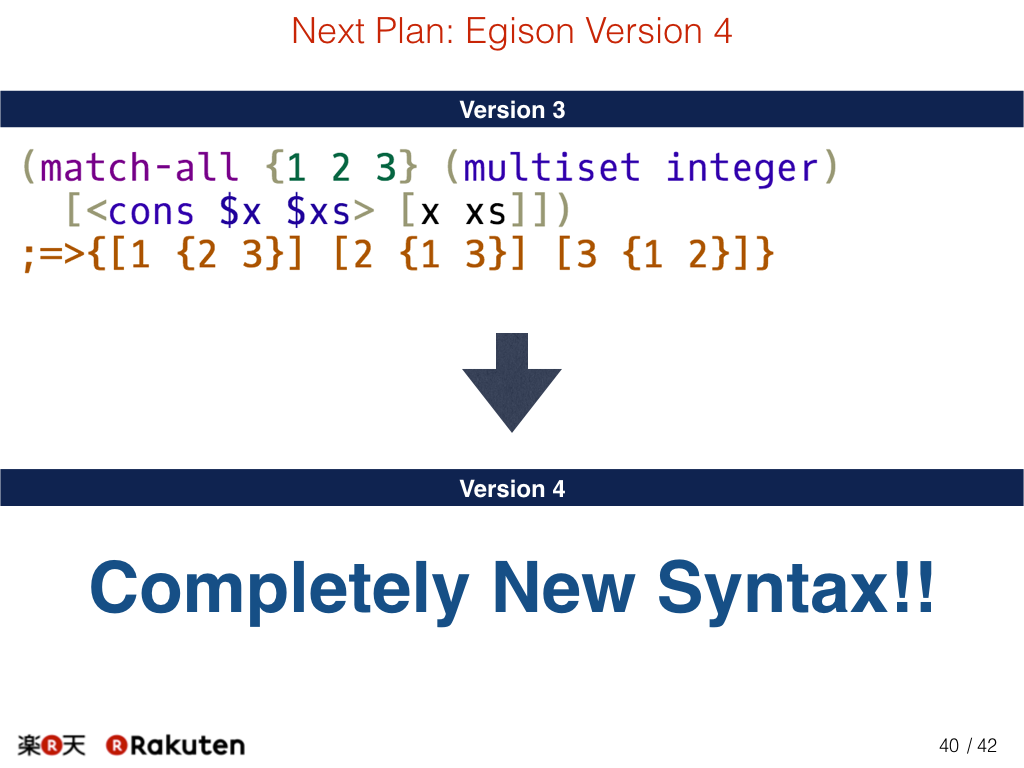 Next Plan: Egison Version 4
Version 3
(match-all {1 2 3} (multiset integer)
  [<cons $x $xs> [x xs]])
;=>{[1 {2 3}] [2 {1 3}] [3 {1 2}]}
Version 4
Completely New Syntax!!
楽R天 R Rakuten
40 / 42